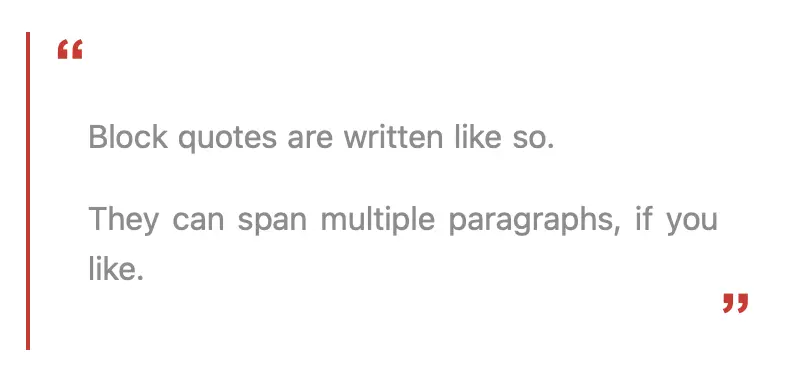 “
Block quotes are written like so.
They can span multiple paragraphs, if you
like.
”